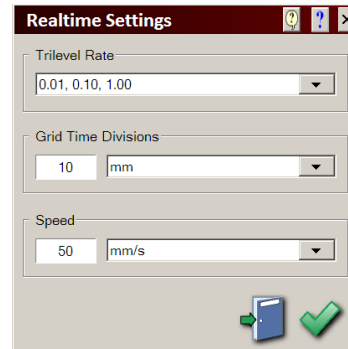 Realtime Settings ? ?
Trilevel Rate
0.01, 0.10, 1.00
Grid Time Divisions
10 mm
Speed
50 mm/s